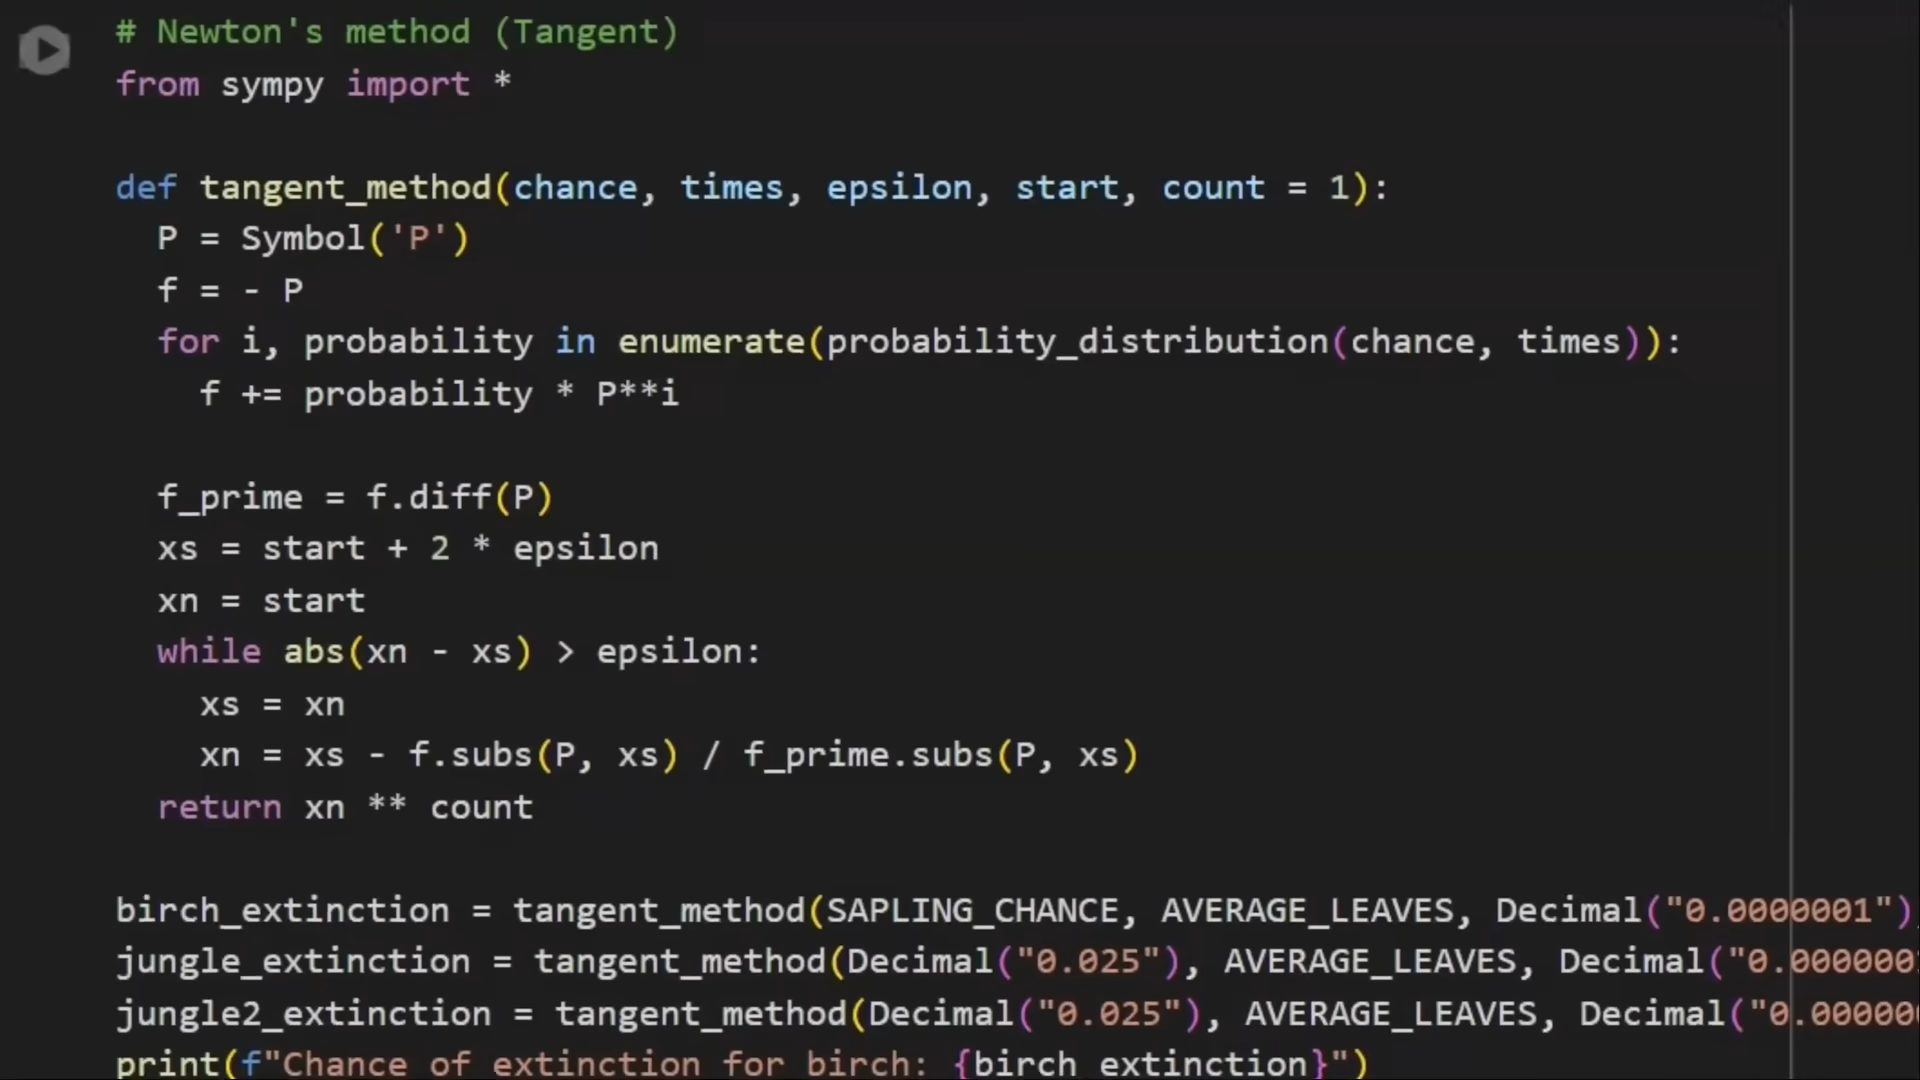 # Newton's method (Tangent)
from sympy import *
def tangent_method(chance, times, epsilon, start, count = 1):
P = Symbol('P')
f = - P
for i, probability in enumerate(probability_distribution(chance, times)):
f += probability * P**i
f_prime = f.diff(P)
xs = start + 2 * epsilon
xn = start
while abs(xn - xs) > epsilon:
xs = xn
xn = xs - f.subs(P, xs) / f_prime.subs(P, xs)
return xn ** count
birch_extinction = tangent_method(SAPLING_CHANCE, AVERAGE_LEAVES, Decimal("0.0000001"),
jungle_extinction = tangent_method(Decimal("0.025"), AVERAGE_LEAVES, Decimal("0.000000
jungle2_extinction = tangent_method(Decimal("0.025"), AVERAGE_LEAVES, Decimal("0.00000
print(f"Chance of extinction for birch: {birch_extinction}")